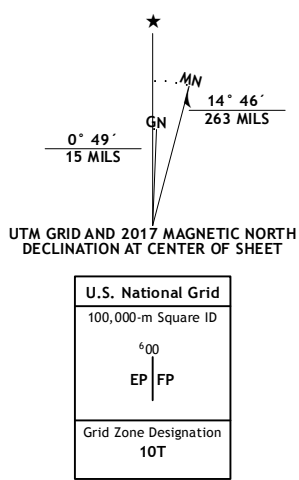 ★
MN
GN
14° 46´
263 MILS
0° 49´
15 MILS
UTM GRID AND 2017 MAGNETIC NORTH
DECLINATION AT CENTER OF SHEET
U.S. National Grid
100,000-m Square ID
⁶00
EP FP
Grid Zone Designation
10T